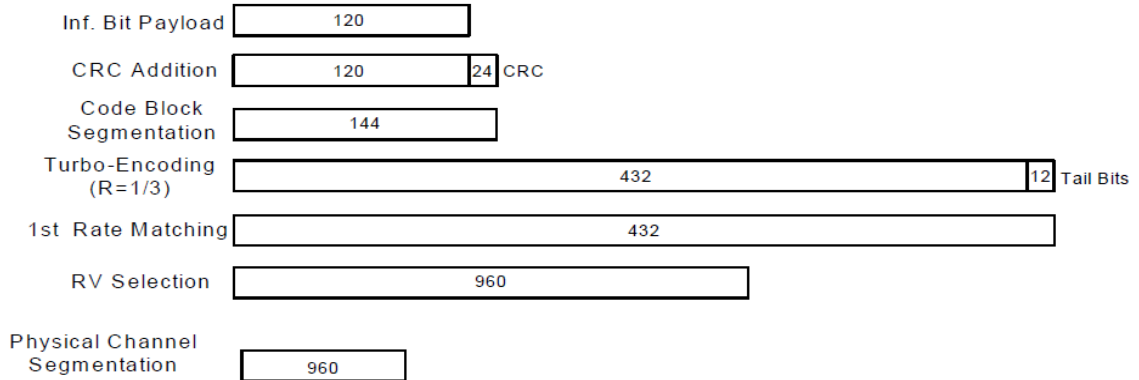 Inf. Bit Payload 120
CRC Addition 120 24 CRC
Code Block
Segmentation 144
Turbo-Encoding
(R=1/3) 432 12 Tail Bits
1st Rate Matching 432
RV Selection 960
Physical Channel
Segmentation 960